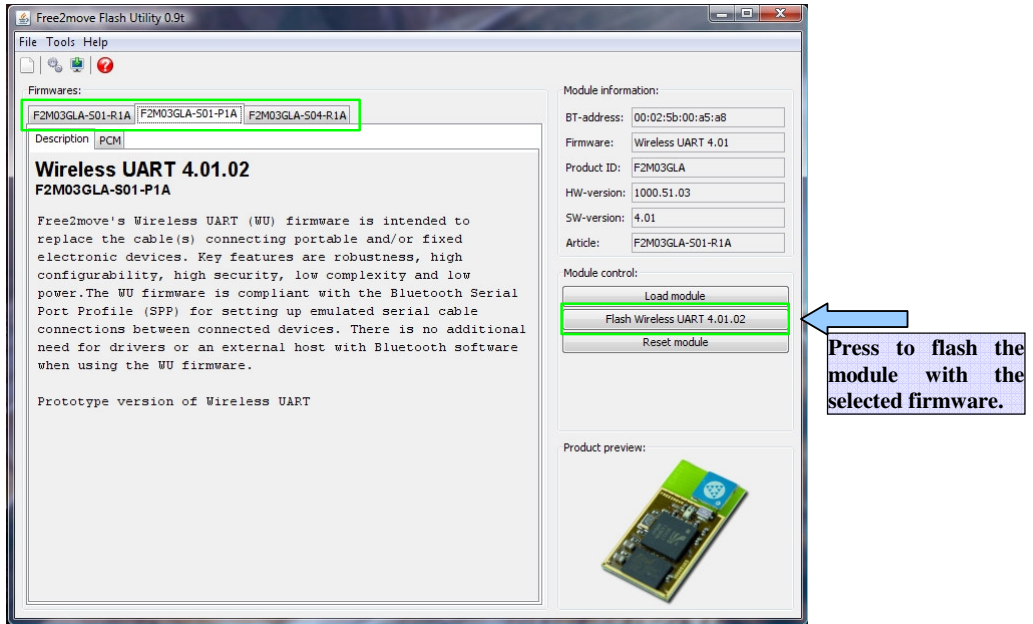 Free2move Flash Utility 0.9t
File Tools Help
Firmwares:
F2M03GLA-S01-R1A F2M03GLA-S01-P1A F2M03GLA-S04-R1A
Description PCM
Wireless UART 4.01.02
F2M03GLA-S01-P1A
Free2move's Wireless UART (WU) firmware is intended to
replace the cable(s) connecting portable and/or fixed
electronic devices. Key features are robustness, high
configurability, high security, low complexity and low
power.The WU firmware is compliant with the Bluetooth Serial
Port Profile (SPP) for setting up emulated serial cable
connections between connected devices. There is no additional
need for drivers or an external host with Bluetooth software
when using the WU firmware.
Prototype version of Wireless UART
Module information:
BT-address: 00:02:5b:00:a5:a8
Firmware: Wireless UART 4.01
Product ID: F2M03GLA
HW-version: 1000.51.03
SW-version: 4.01
Article: F2M03GLA-S01-R1A
Module control:
Load module
Flash Wireless UART 4.01.02
Reset module
Product preview:
Press to flash the
module with the
selected firmware.